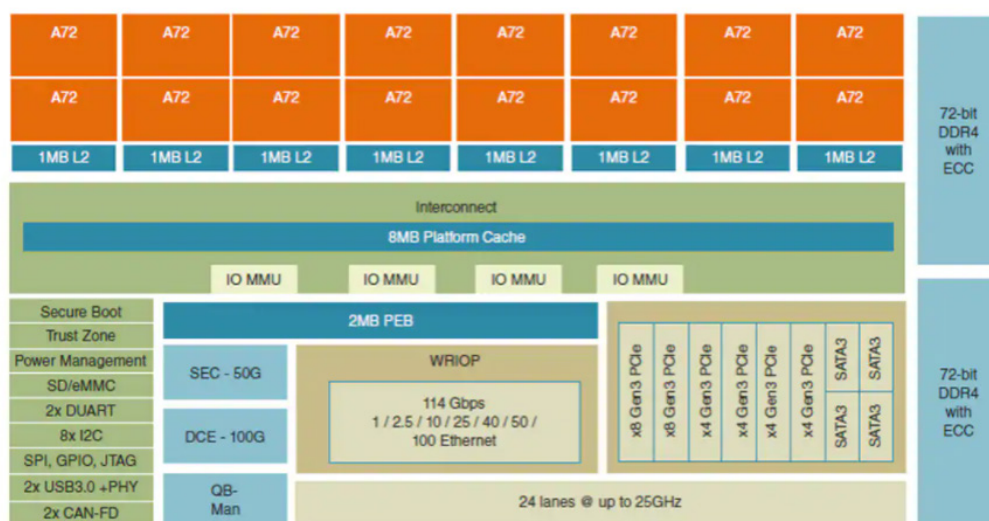 A72 A72 A72 A72 A72 A72 A72 A72
A72 A72 A72 A72 A72 A72 A72 A72
1MB L2 1MB L2 1MB L2 1MB L2 1MB L2 1MB L2 1MB L2 1MB L2
72-bit
DDR4
with
ECC
Interconnect
8MB Platform Cache
IO MMU IO MMU IO MMU IO MMU
Secure Boot
Trust Zone
Power Management
SD/eMMC
2x DUART
8x I2C
SPI, GPIO, JTAG
2x USB3.0 +PHY
2x CAN-FD
2MB PEB
SEC - 50G
DCE - 100G
QB-
Man
WRIOP
114 Gbps
1 / 2.5 / 10 / 25 / 40 / 50 /
100 Ethernet
x8 Gen3 PCIe
x8 Gen3 PCIe
x4 Gen3 PCIe
x4 Gen3 PCIe
x4 Gen3 PCIe
x4 Gen3 PCIe
SATA3
SATA3
SATA3
SATA3
24 lanes @ up to 25GHz
72-bit
DDR4
with
ECC